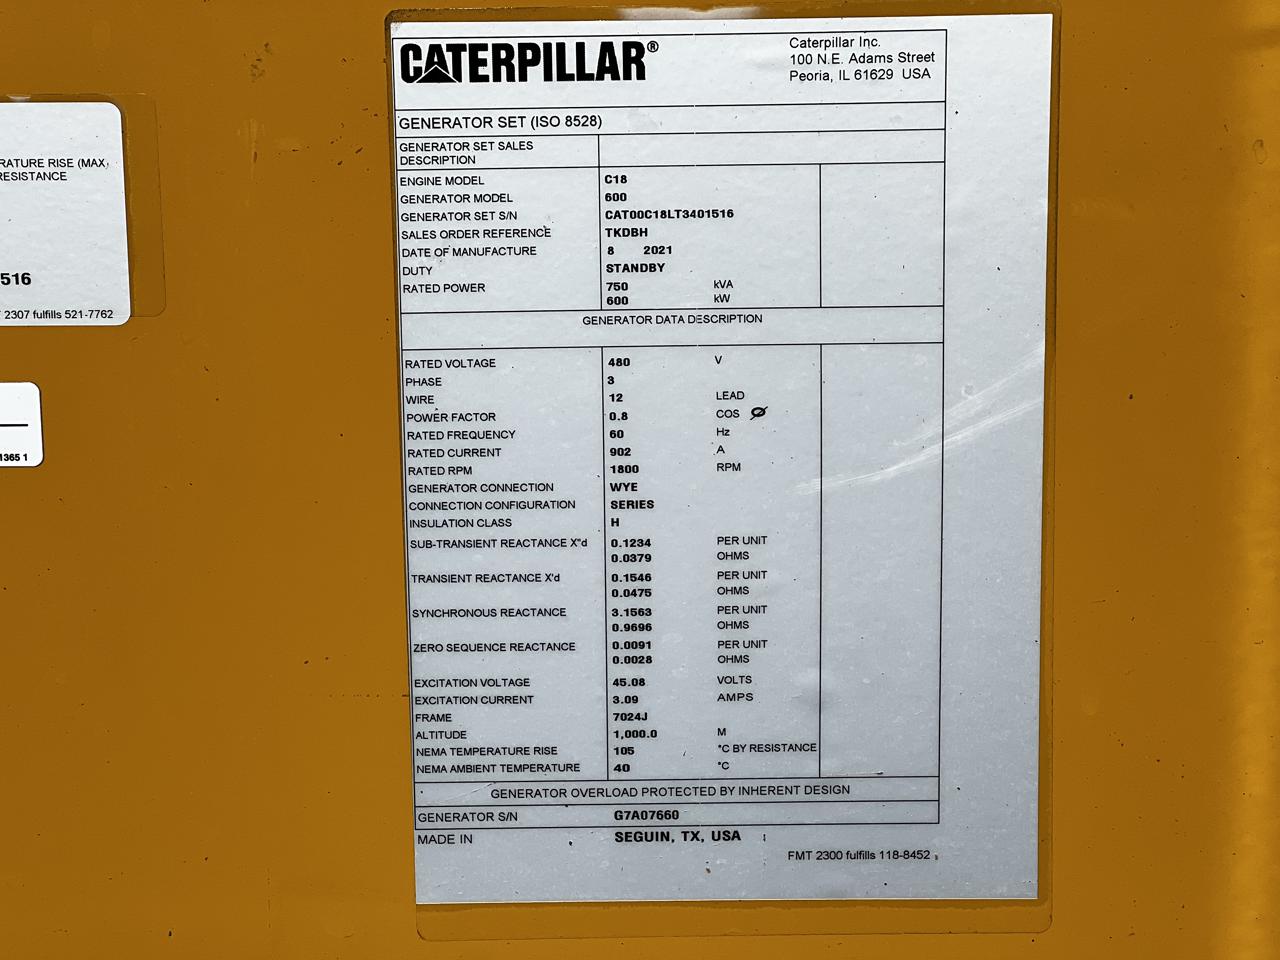 CATERPILLAR®
Caterpillar Inc.
100 N.E. Adams Street
Peoria, IL 61629 USA
GENERATOR SET (ISO 8528)
GENERATOR SET SALES
DESCRIPTION
ENGINE MODEL C18
GENERATOR MODEL 600
GENERATOR SET S/N CAT00C18LT3401516
SALES ORDER REFERENCE TKDBH
DATE OF MANUFACTURE 8 2021
DUTY STANDBY
RATED POWER 750 kVA
600 kW
GENERATOR DATA DESCRIPTION
RATED VOLTAGE 480 V
PHASE 3
WIRE 12 LEAD
POWER FACTOR 0.8 COS Ø
RATED FREQUENCY 60 Hz
RATED CURRENT 902 A
RATED RPM 1800 RPM
GENERATOR CONNECTION WYE
CONNECTION CONFIGURATION SERIES
INSULATION CLASS H
SUB-TRANSIENT REACTANCE X"d 0.1234 PER UNIT
0.0379 OHMS
TRANSIENT REACTANCE X'd 0.1546 PER UNIT
0.0475 OHMS
SYNCHRONOUS REACTANCE 3.1563 PER UNIT
0.9696 OHMS
ZERO SEQUENCE REACTANCE 0.0091 PER UNIT
0.0028 OHMS
EXCITATION VOLTAGE 45.08 VOLTS
EXCITATION CURRENT 3.09 AMPS
FRAME 7024J
ALTITUDE 1,000.0 M
NEMA TEMPERATURE RISE 105 °C BY RESISTANCE
NEMA AMBIENT TEMPERATURE 40 °C
GENERATOR OVERLOAD PROTECTED BY INHERENT DESIGN
GENERATOR S/N G7A07660
MADE IN SEGUIN, TX, USA
FMT 2300 fulfills 118-8452
RATURE RISE (MAX)
RESISTANCE
516
2307 fulfills 521-7762
1365 1